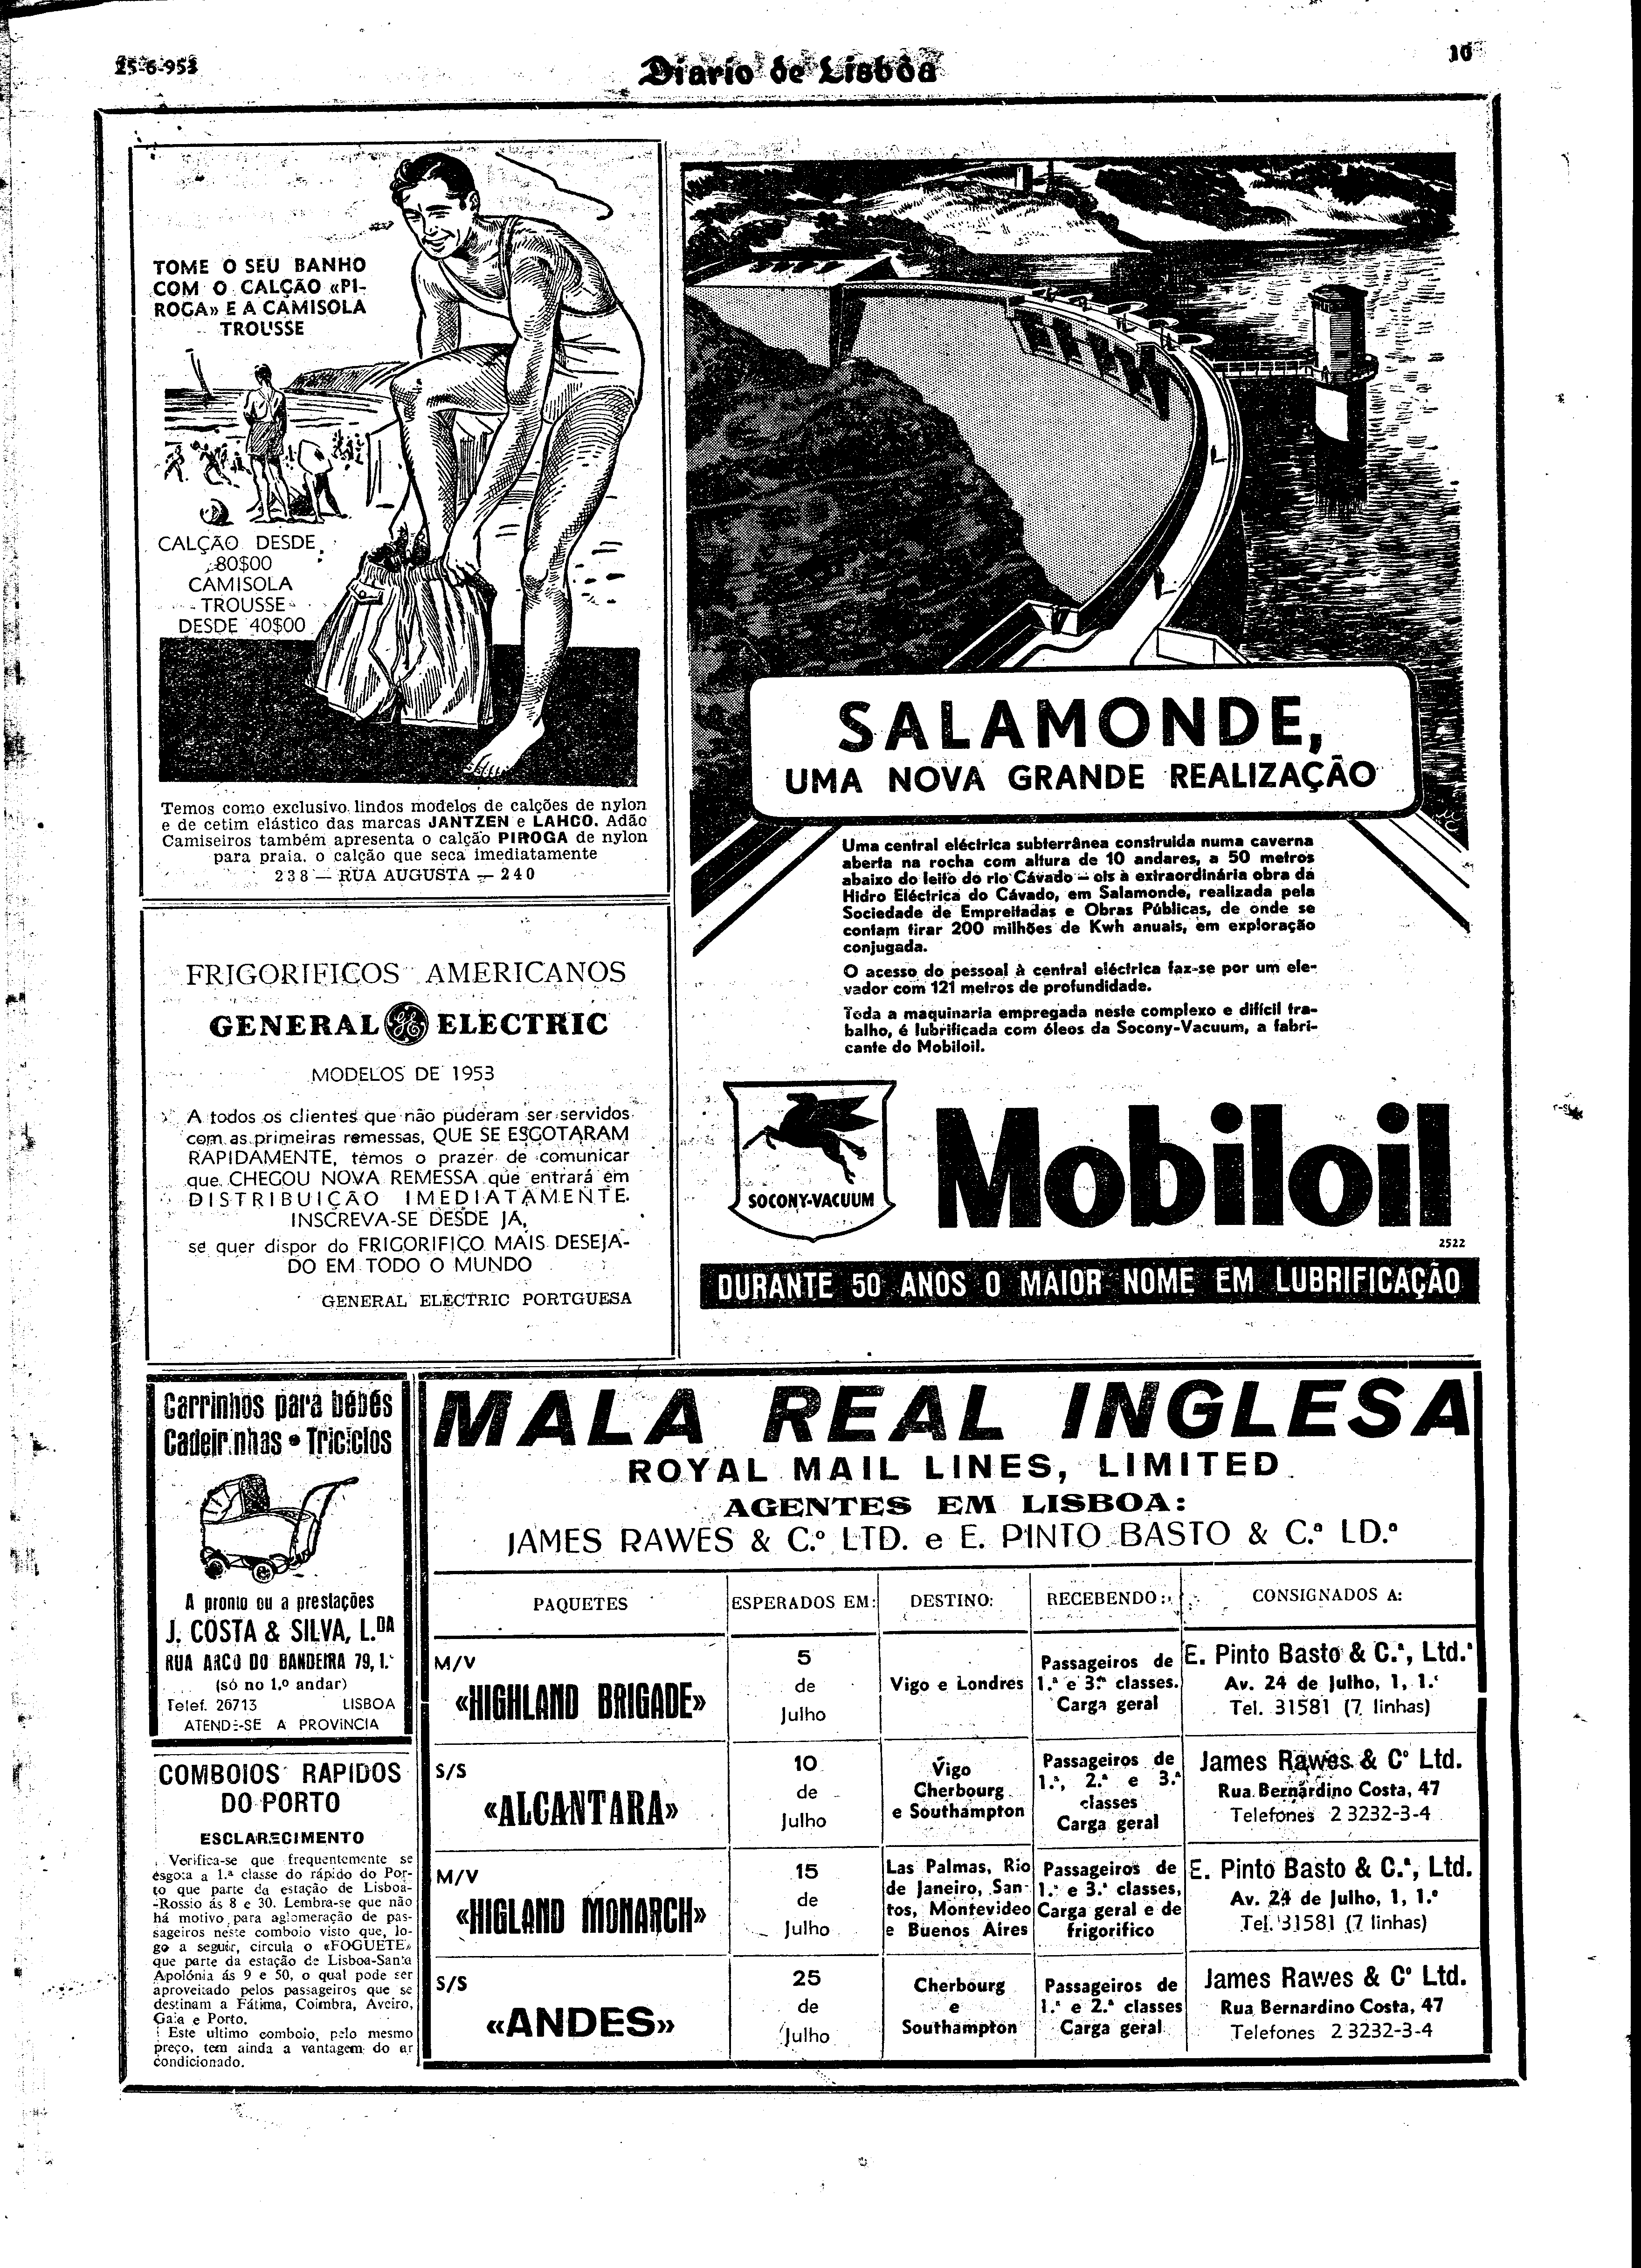 25-6-953
Diario de Lisbôa
10
TOME O SEU BANHO
COM O CALÇÃO «PI-
ROGA» E A CAMISOLA
TROUSSE
CALÇÃO DESDE
80$00
CAMISOLA
TROUSSE
DESDE 40$00
Temos como exclusivo lindos modelos de calções de nylon
e de cetim elástico das marcas JANTZEN e LAHCO. Adão
Camiseiros também apresenta o calção PIROGA de nylon
para praia, o calção que seca imediatamente
238 — RUA AUGUSTA — 240
FRIGORIFICOS AMERICANOS
GENERAL GE ELECTRIC
MODELOS DE 1953
A todos os clientes que não puderam ser servidos
com as primeiras remessas, QUE SE ESGOTARAM
RAPIDAMENTE, temos o prazer de comunicar
que CHEGOU NOVA REMESSA que entrará em
DISTRIBUIÇÃO IMEDIATAMENTE.
INSCREVA-SE DESDE JÁ,
se quer dispor do FRIGORIFICO MAIS DESEJA-
DO EM TODO O MUNDO
GENERAL ELECTRIC PORTGUESA
SALAMONDE,
UMA NOVA GRANDE REALIZAÇÃO
Uma central eléctrica subterrânea construida numa caverna
aberta na rocha com altura de 10 andares, a 50 metros
abaixo do leito do rio Cávado — eis a extraordinária obra da
Hidro Eléctrica do Cávado, em Salamonde, realizada pela
Sociedade de Empreitadas e Obras Públicas, de onde se
contam tirar 200 milhões de Kwh anuais, em exploração
conjugada.
O acesso do pessoal à central eléctrica faz-se por um ele-
vador com 121 metros de profundidade.
Toda a maquinaria empregada neste complexo e difícil tra-
balho, é lubrificada com óleos da Socony-Vacuum, a fabri-
cante do Mobiloil.
SOCONY-VACUUM
Mobiloil
2522
DURANTE 50 ANOS O MAIOR NOME EM LUBRIFICAÇÃO
Carrinhos para bébés
Cadeirinhas • Triciclos
A pronto ou a prestações
J. COSTA & SILVA, L.DA
RUA ARCO DO BANDEIRA 79, 1.º
(só no 1.º andar)
Telef. 26713 LISBOA
ATENDE-SE A PROVINCIA
COMBOIOS RAPIDOS
DO PORTO
ESCLARECIMENTO
Verifica-se que frequentemente se
esgota a 1.ª classe do rápido do Por-
to que parte da estação de Lisboa-
-Rossio ás 8 e 30. Lembra-se que não
há motivo para aglomeração de pas-
sageiros neste comboio visto que, lo-
go a seguir, circula o «FOGUETE»
que parte da estação de Lisboa-Santa
Apolónia ás 9 e 50, o qual pode ser
aproveitado pelos passageiros que se
destinam a Fátima, Coimbra, Aveiro,
Gaia e Porto.
Este ultimo comboio, pelo mesmo
preço, tem ainda a vantagem do ar
condicionado.
MALA REAL INGLESA
ROYAL MAIL LINES, LIMITED
AGENTES EM LISBOA:
JAMES RAWES & C.º LTD. e E. PINTO BASTO & C.ª LD.ª
PAQUETES ESPERADOS EM: DESTINO: RECEBENDO: CONSIGNADOS A:
M/V
«HIGHLAND BRIGADE»
5
de
Julho
Vigo e Londres
Passageiros de
1.ª e 3.ª classes.
Carga geral
E. Pinto Basto & C.ª, Ltd.ª
Av. 24 de Julho, 1, 1.º
Tel. 31581 (7 linhas)
S/S
«ALCANTARA»
10
de
Julho
Vigo
Cherbourg
e Southampton
Passageiros de
1.ª, 2.ª e 3.ª
classes
Carga geral
James Rawes & Cº Ltd.
Rua Bernardino Costa, 47
Telefones 2 3232-3-4
M/V
«HIGLAND MONARCH»
15
de
Julho
Las Palmas, Rio
de Janeiro, San-
tos, Montevideo
e Buenos Aires
Passageiros de
1.ª e 3.ª classes,
Carga geral e de
frigorifico
E. Pinto Basto & C.ª, Ltd.
Av. 24 de Julho, 1, 1.º
Tel. 31581 (7 linhas)
S/S
«ANDES»
25
de
Julho
Cherbourg
e
Southampton
Passageiros de
1.ª e 2.ª classes
Carga geral
James Rawes & Cº Ltd.
Rua Bernardino Costa, 47
Telefones 2 3232-3-4